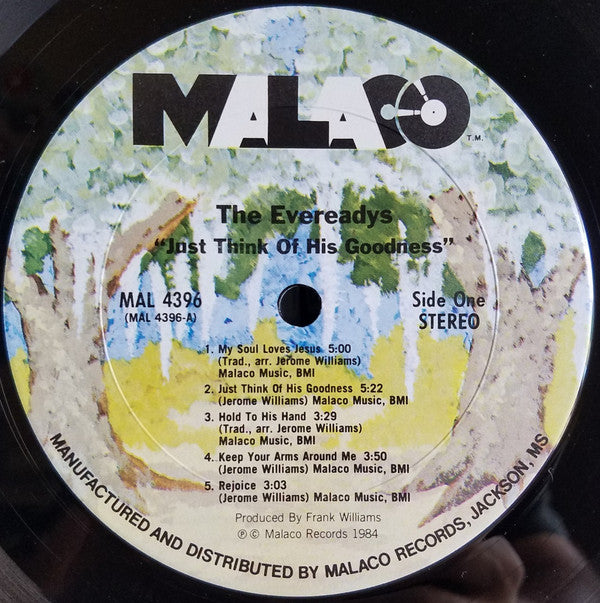 MALACO
T.M.
The Evereadys
"Just Think Of His Goodness"
MAL 4396
(MAL 4396-A)
Side One
STEREO
1. My Soul Loves Jesus 5:00
(Trad., arr. Jerome Williams)
Malaco Music, BMI
2. Just Think Of His Goodness 5:22
(Jerome Williams) Malaco Music, BMI
3. Hold To His Hand 3:29
(Trad., arr. Jerome Williams)
Malaco Music, BMI
4. Keep Your Arms Around Me 3:50
(Jerome Williams) Malaco Music, BMI
5. Rejoice 3:03
(Jerome Williams) Malaco Music, BMI
Produced By Frank Williams
℗ © Malaco Records 1984
MANUFACTURED AND DISTRIBUTED BY MALACO RECORDS, JACKSON, MS